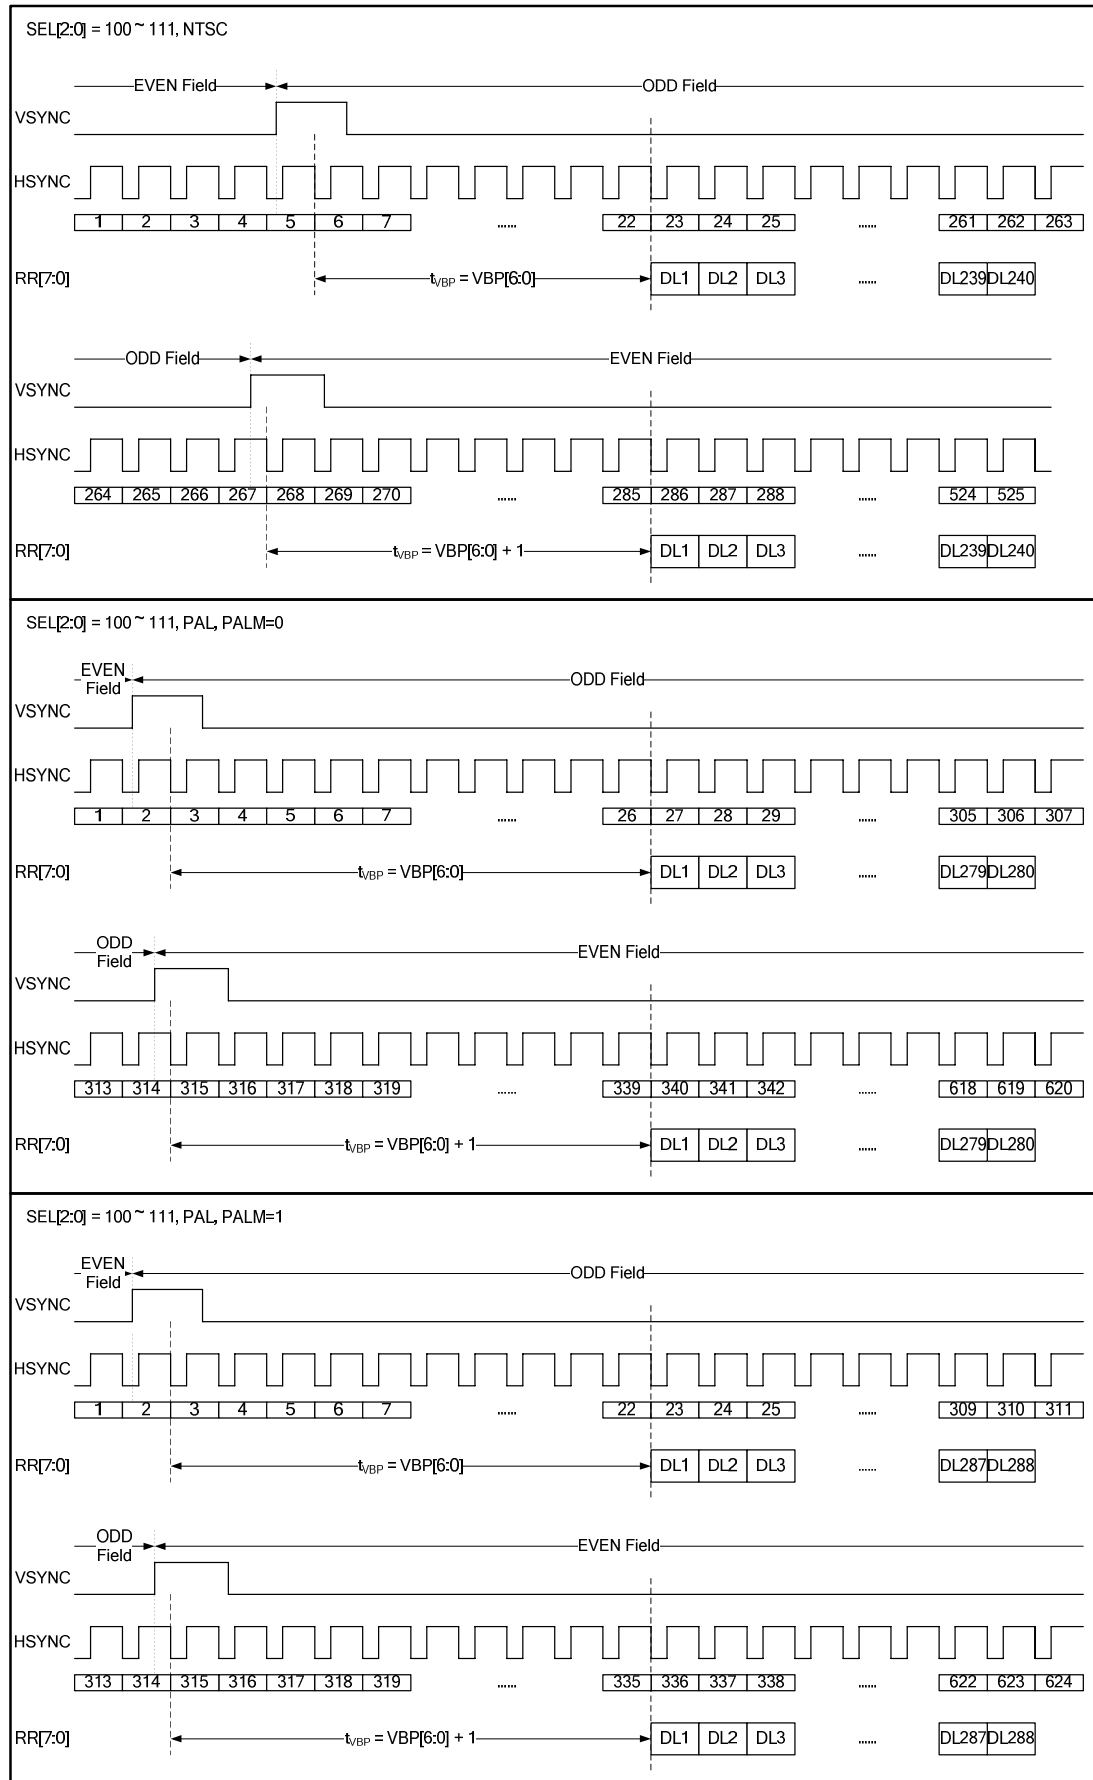 SEL[2:0] = 100 ~ 111, NTSC
EVEN Field ODD Field
VSYNC
HSYNC
1 2 3 4 5 6 7 ...... 22 23 24 25 ...... 261 262 263
RR[7:0] tVBP = VBP[6:0] DL1 DL2 DL3 ...... DL239 DL240
ODD Field EVEN Field
VSYNC
HSYNC
264 265 266 267 268 269 270 ...... 285 286 287 288 ...... 524 525
RR[7:0] tVBP = VBP[6:0] + 1 DL1 DL2 DL3 ...... DL239 DL240
SEL[2:0] = 100 ~ 111, PAL, PALM=0
EVEN Field ODD Field
VSYNC
HSYNC
1 2 3 4 5 6 7 ...... 26 27 28 29 ...... 305 306 307
RR[7:0] tVBP = VBP[6:0] DL1 DL2 DL3 ...... DL279 DL280
ODD Field EVEN Field
VSYNC
HSYNC
313 314 315 316 317 318 319 ...... 339 340 341 342 ...... 618 619 620
RR[7:0] tVBP = VBP[6:0] + 1 DL1 DL2 DL3 ...... DL279 DL280
SEL[2:0] = 100 ~ 111, PAL, PALM=1
EVEN Field ODD Field
VSYNC
HSYNC
1 2 3 4 5 6 7 ...... 22 23 24 25 ...... 309 310 311
RR[7:0] tVBP = VBP[6:0] DL1 DL2 DL3 ...... DL287 DL288
ODD Field EVEN Field
VSYNC
HSYNC
313 314 315 316 317 318 319 ...... 335 336 337 338 ...... 622 623 624
RR[7:0] tVBP = VBP[6:0] + 1 DL1 DL2 DL3 ...... DL287 DL288